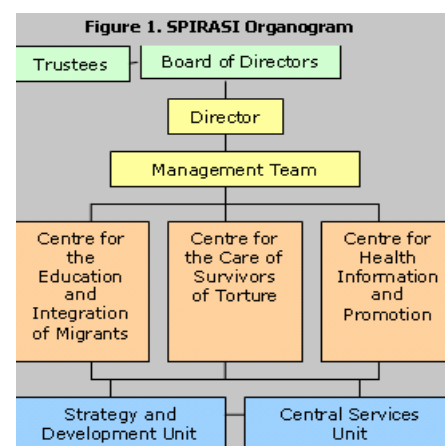 Figure 1. SPIRASI Organogram
Trustees
Board of Directors
Director
Management Team
Centre for
the
Education
and
Integration
of Migrants
Centre for
the Care of
Survivors
of Torture
Centre for
Health
Information
and
Promotion
Strategy and
Development Unit
Central Services
Unit